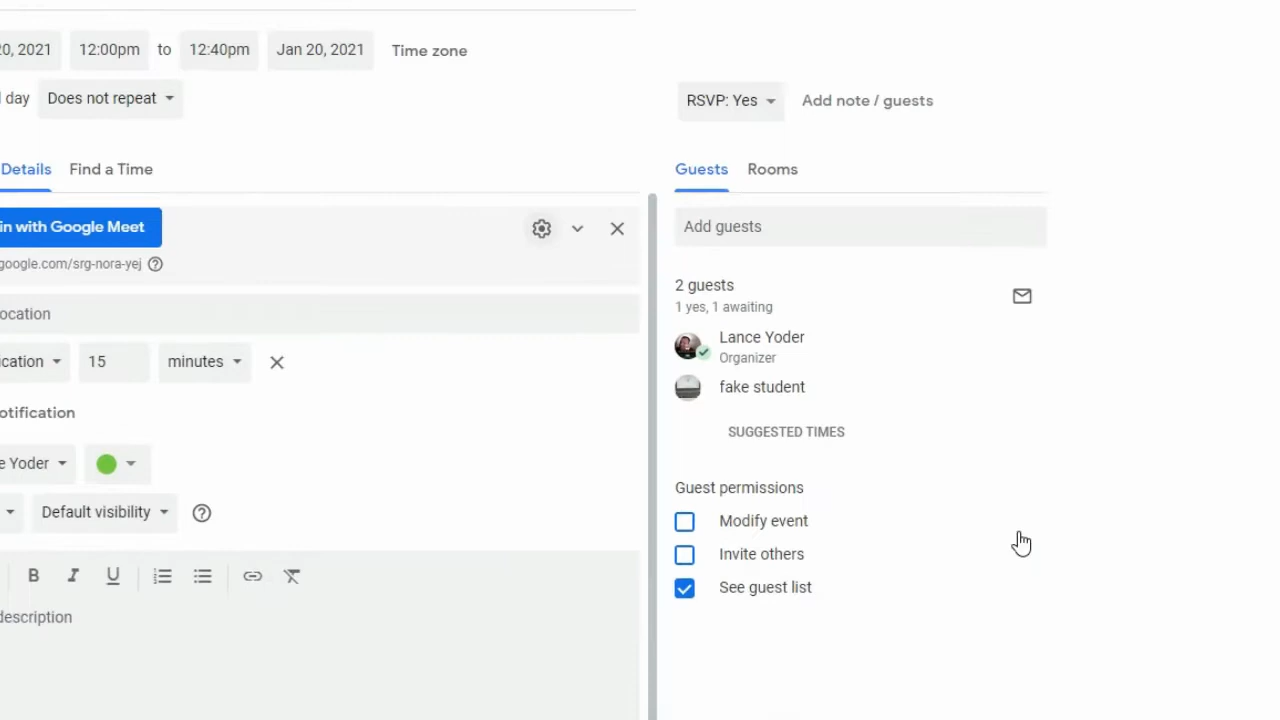 20, 2021 12:00pm to 12:40pm Jan 20, 2021 Time zone
day Does not repeat
RSVP: Yes Add note / guests
Details Find a Time
Guests Rooms
in with Google Meet
google.com/srg-nora-yej
ocation
ication 15 minutes
otification
e Yoder
Default visibility
B I U
description
Add guests
2 guests
1 yes, 1 awaiting
Lance Yoder
Organizer
fake student
SUGGESTED TIMES
Guest permissions
Modify event
Invite others
See guest list